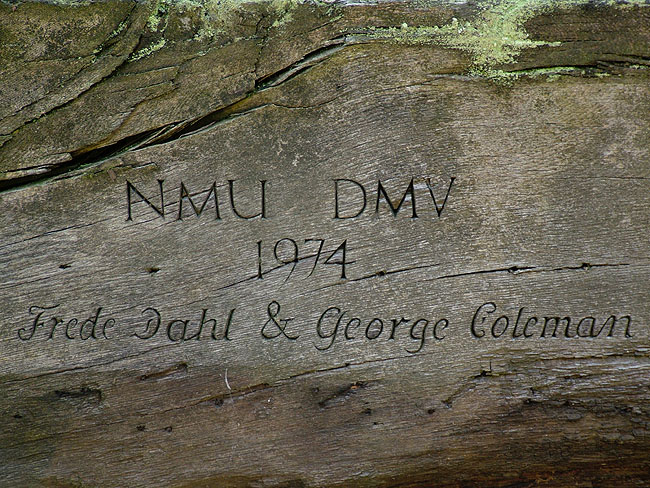 NMU DMV
1974
Frede Dahl & George Coleman